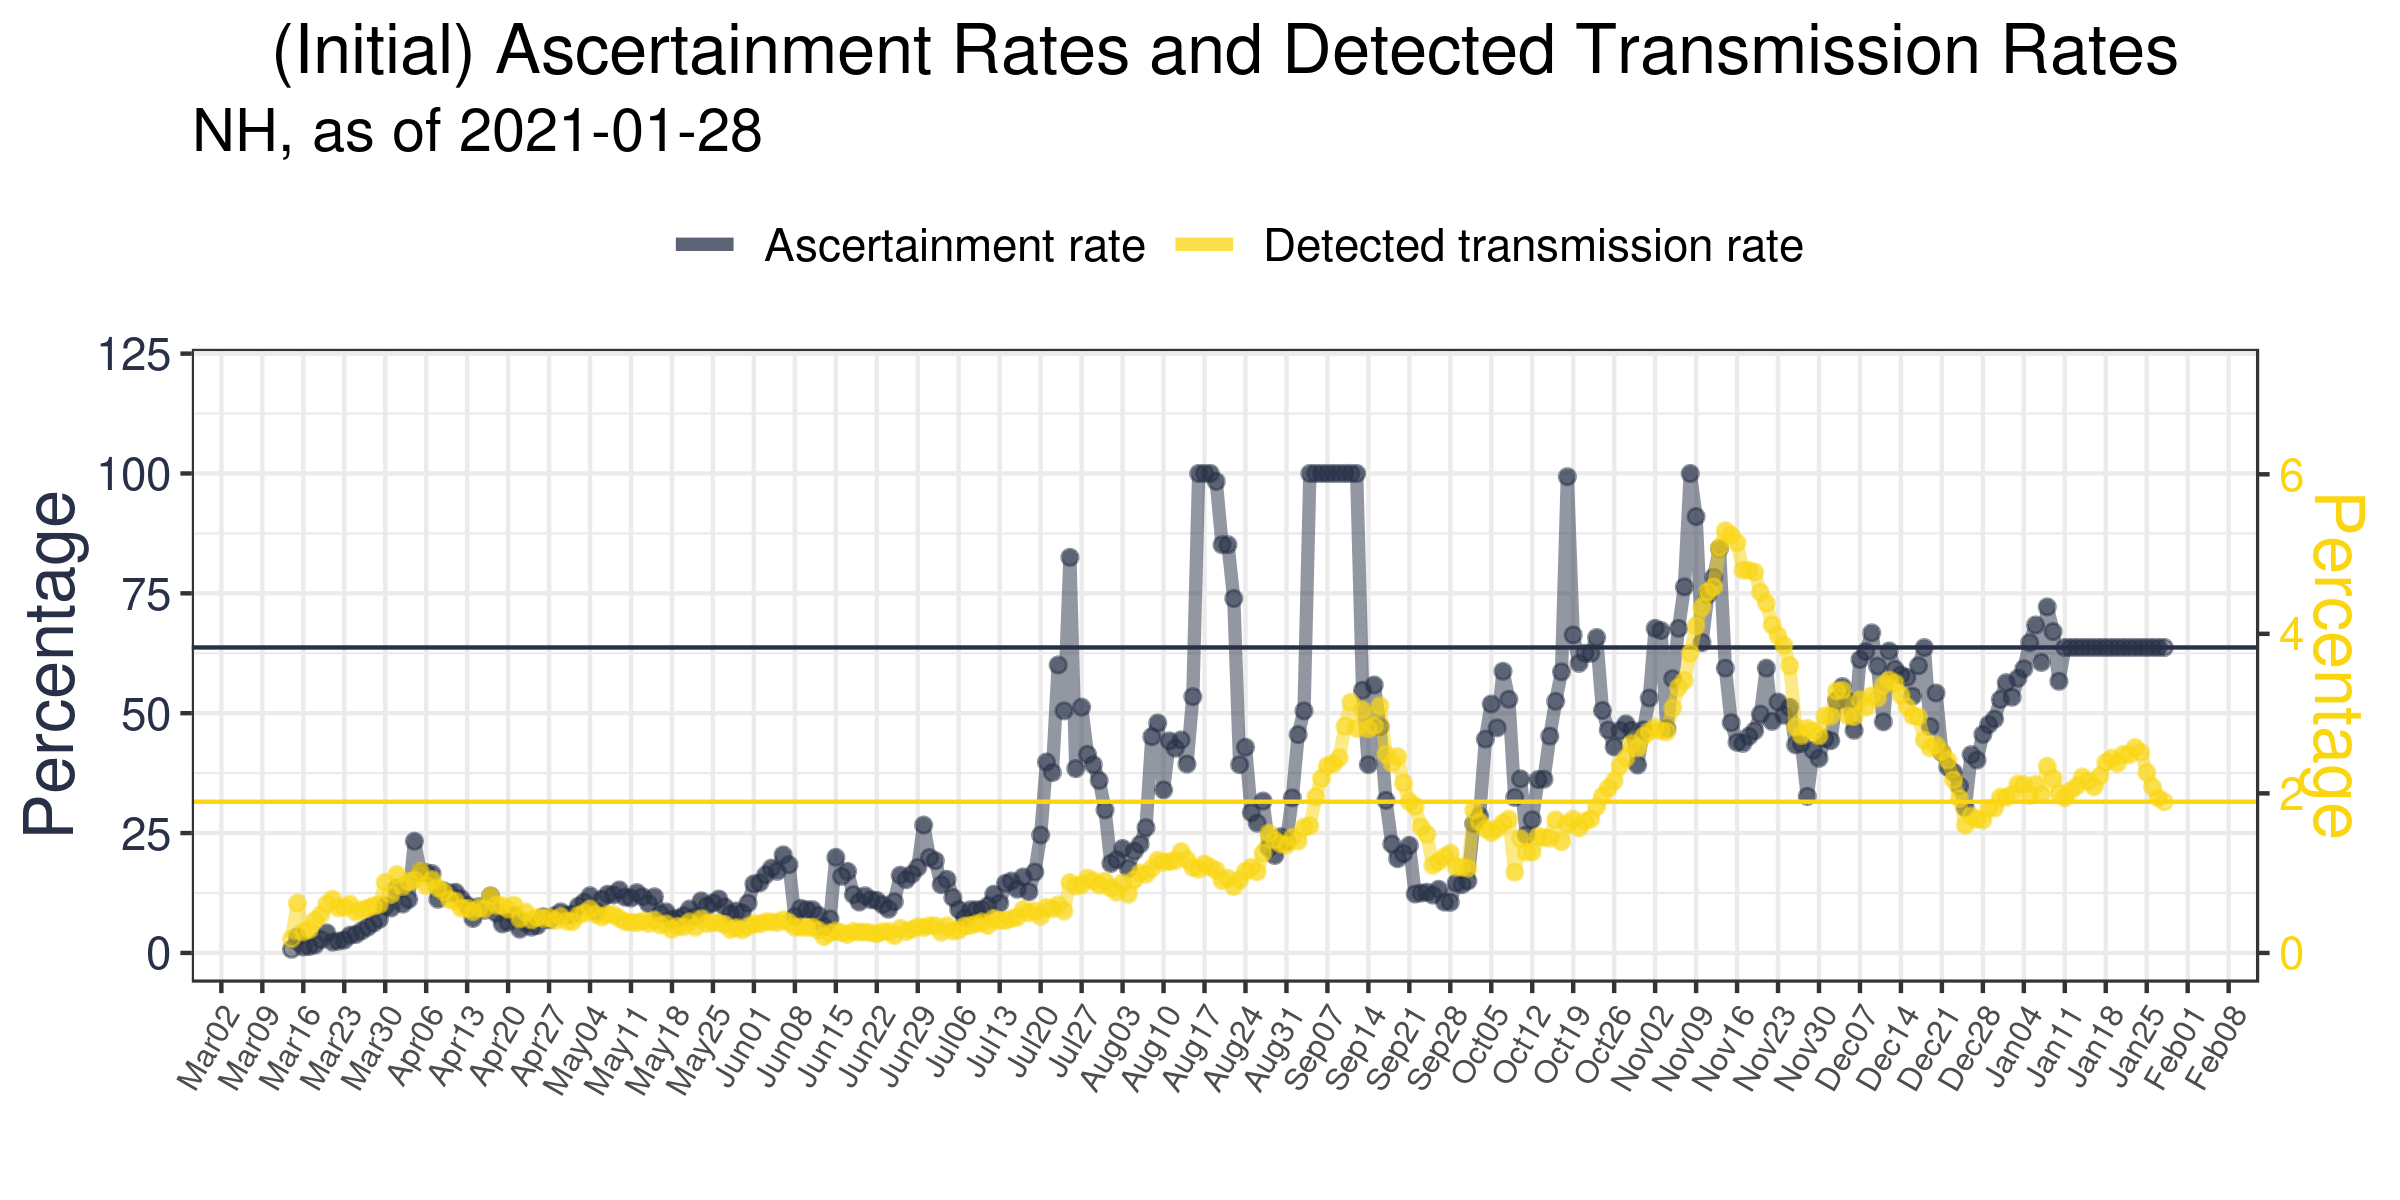 (Initial) Ascertainment Rates and Detected Transmission Rates
NH, as of 2021-01-28
Ascertainment rate Detected transmission rate
125
100
75
50
25
0
Percentage
6
4
2
0
Percentage
Mar02 Mar09 Mar16 Mar23 Mar30 Apr06 Apr13 Apr20 Apr27 May04 May11 May18 May25 Jun01 Jun08 Jun15 Jun22 Jun29 Jul06 Jul13 Jul20 Jul27 Aug03 Aug10 Aug17 Aug24 Aug31 Sep07 Sep14 Sep21 Sep28 Oct05 Oct12 Oct19 Oct26 Nov02 Nov09 Nov16 Nov23 Nov30 Dec07 Dec14 Dec21 Dec28 Jan04 Jan11 Jan18 Jan25 Feb01 Feb08